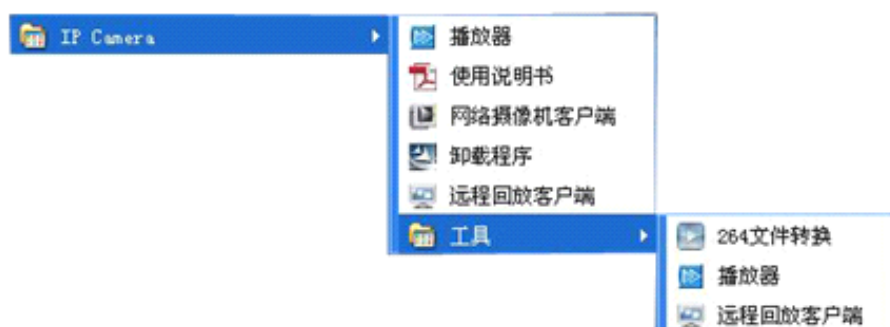 IP Camera
播放器
使用说明书
网络摄像机客户端
卸载程序
远程回放客户端
工具
264文件转换
播放器
远程回放客户端